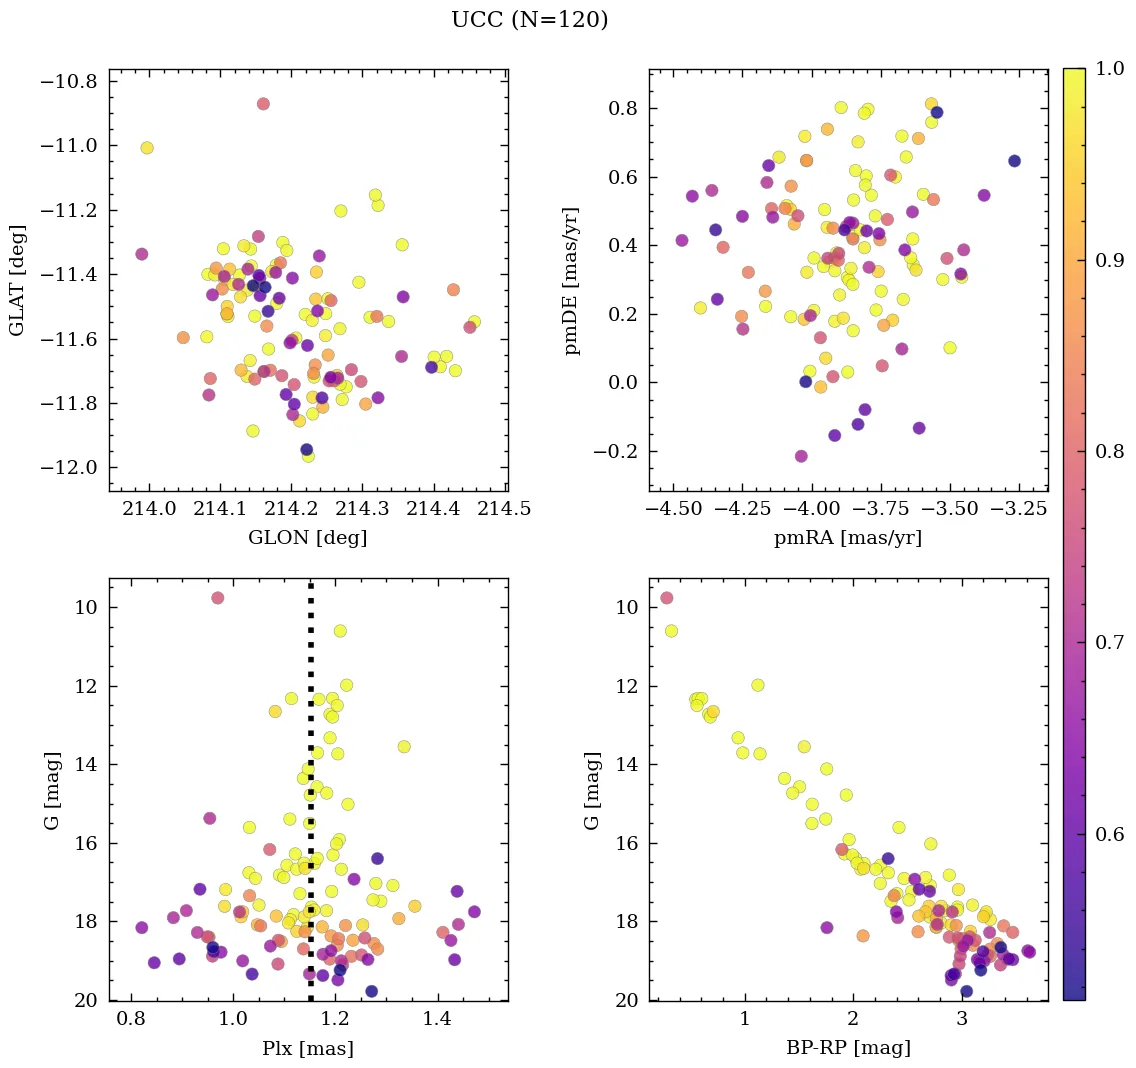 UCC (N=120)
−10.8
−11.0
−11.2
−11.4
−11.6
−11.8
−12.0
GLAT [deg]
214.0 214.1 214.2 214.3 214.4 214.5
GLON [deg]
0.8
0.6
0.4
0.2
0.0
−0.2
pmDE [mas/yr]
−4.50 −4.25 −4.00 −3.75 −3.50 −3.25
pmRA [mas/yr]
10
12
14
16
18
20
G [mag]
0.8 1.0 1.2 1.4
Plx [mas]
10
12
14
16
18
20
G [mag]
1 2 3
BP-RP [mag]
1.0
0.9
0.8
0.7
0.6